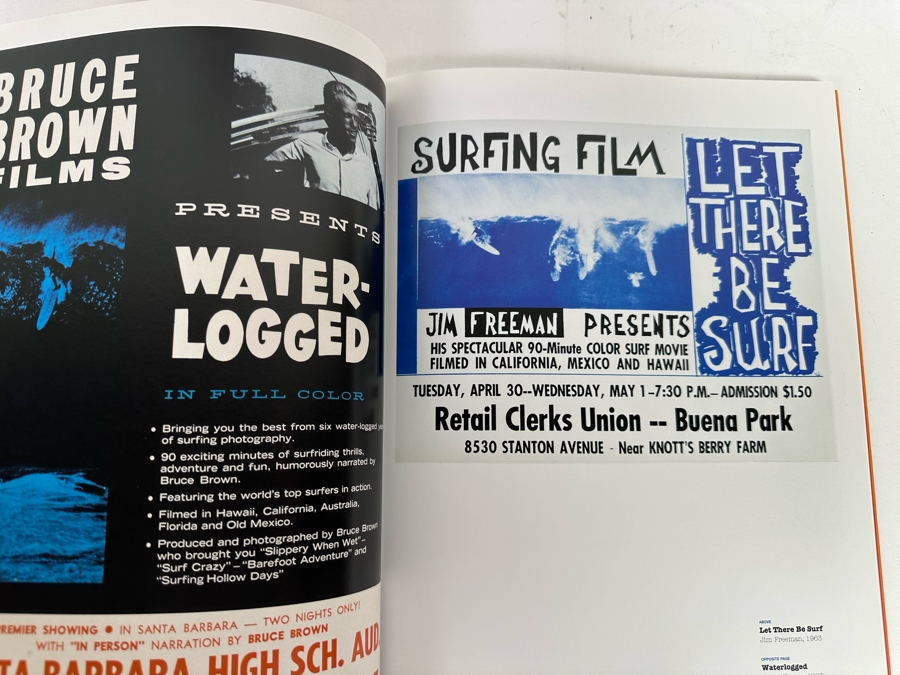 BRUCE
BROWN
FILMS
PRESENTS
WATER-
LOGGED
IN FULL COLOR
• Bringing you the best from six water-logged
of surfing photography.
• 90 exciting minutes of surfriding thrills,
adventure and fun, humorously narrated by
Bruce Brown.
• Featuring the world's top surfers in action.
• Filmed in Hawaii, California, Australia,
Florida and Old Mexico.
• Produced and photographed by Bruce Brown
who brought you "Slippery When Wet"–
"Surf Crazy"–"Barefoot Adventure" and
"Surfing Hollow Days"
PREMIER SHOWING • IN SANTA BARBARA — TWO NIGHTS ONLY!
WITH "IN PERSON" NARRATION BY BRUCE BROWN
TA BARBARA HIGH SCH. AUD.
SURFING FILM
LET
THERE
BE
SURF
JIM FREEMAN PRESENTS
HIS SPECTACULAR 90-Minute COLOR SURF MOVIE
FILMED IN CALIFORNIA, MEXICO AND HAWAII
TUESDAY, APRIL 30--WEDNESDAY, MAY 1–7:30 P.M.– ADMISSION $1.50
Retail Clerks Union -- Buena Park
8530 STANTON AVENUE - Near KNOTT'S BERRY FARM
ABOVE
Let There Be Surf
Jim Freeman, 1963
OPPOSITE PAGE
Waterlogged